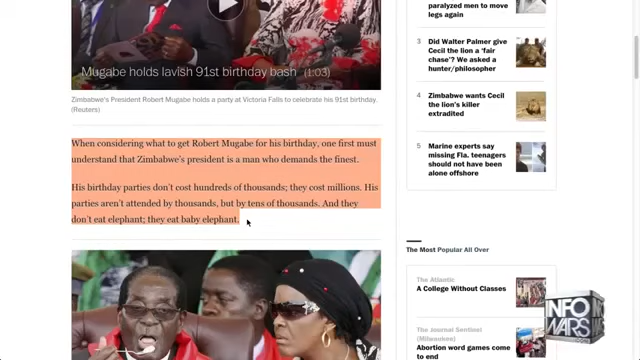 paralyzed men to move
legs again
3 Did Walter Palmer give
Cecil the lion a 'fair
chase'? We asked a
hunter/philosopher
4 Zimbabwe wants Cecil
the lion's killer
extradited
5 Marine experts say
missing Fla. teenagers
should not have been
alone offshore
Mugabe holds lavish 91st birthday bash (1:03)
Zimbabwe's President Robert Mugabe holds a party at Victoria Falls to celebrate his 91st birthday.
(Reuters)
When considering what to get Robert Mugabe for his birthday, one first must
understand that Zimbabwe's president is a man who demands the finest.
His birthday parties don't cost hundreds of thousands; they cost millions. His
parties aren't attended by thousands, but by tens of thousands. And they
don't eat elephant; they eat baby elephant.
The Most Popular All Over
The Atlantic
A College Without Classes
The Journal Sentinel
(Milwaukee)
Abortion word games come
to end
INFO
WARS